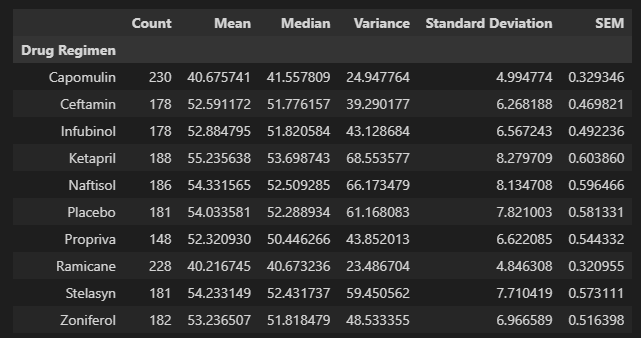 Count Mean Median Variance Standard Deviation SEM
Drug Regimen
Capomulin 230 40.675741 41.557809 24.947764 4.994774 0.329346
Ceftamin 178 52.591172 51.776157 39.290177 6.268188 0.469821
Infubinol 178 52.884795 51.820584 43.128684 6.567243 0.492236
Ketapril 188 55.235638 53.698743 68.553577 8.279709 0.603860
Naftisol 186 54.331565 52.509285 66.173479 8.134708 0.596466
Placebo 181 54.033581 52.288934 61.168083 7.821003 0.581331
Propriva 148 52.320930 50.446266 43.852013 6.622085 0.544332
Ramicane 228 40.216745 40.673236 23.486704 4.846308 0.320955
Stelasyn 181 54.233149 52.431737 59.450562 7.710419 0.573111
Zoniferol 182 53.236507 51.818479 48.533355 6.966589 0.516398